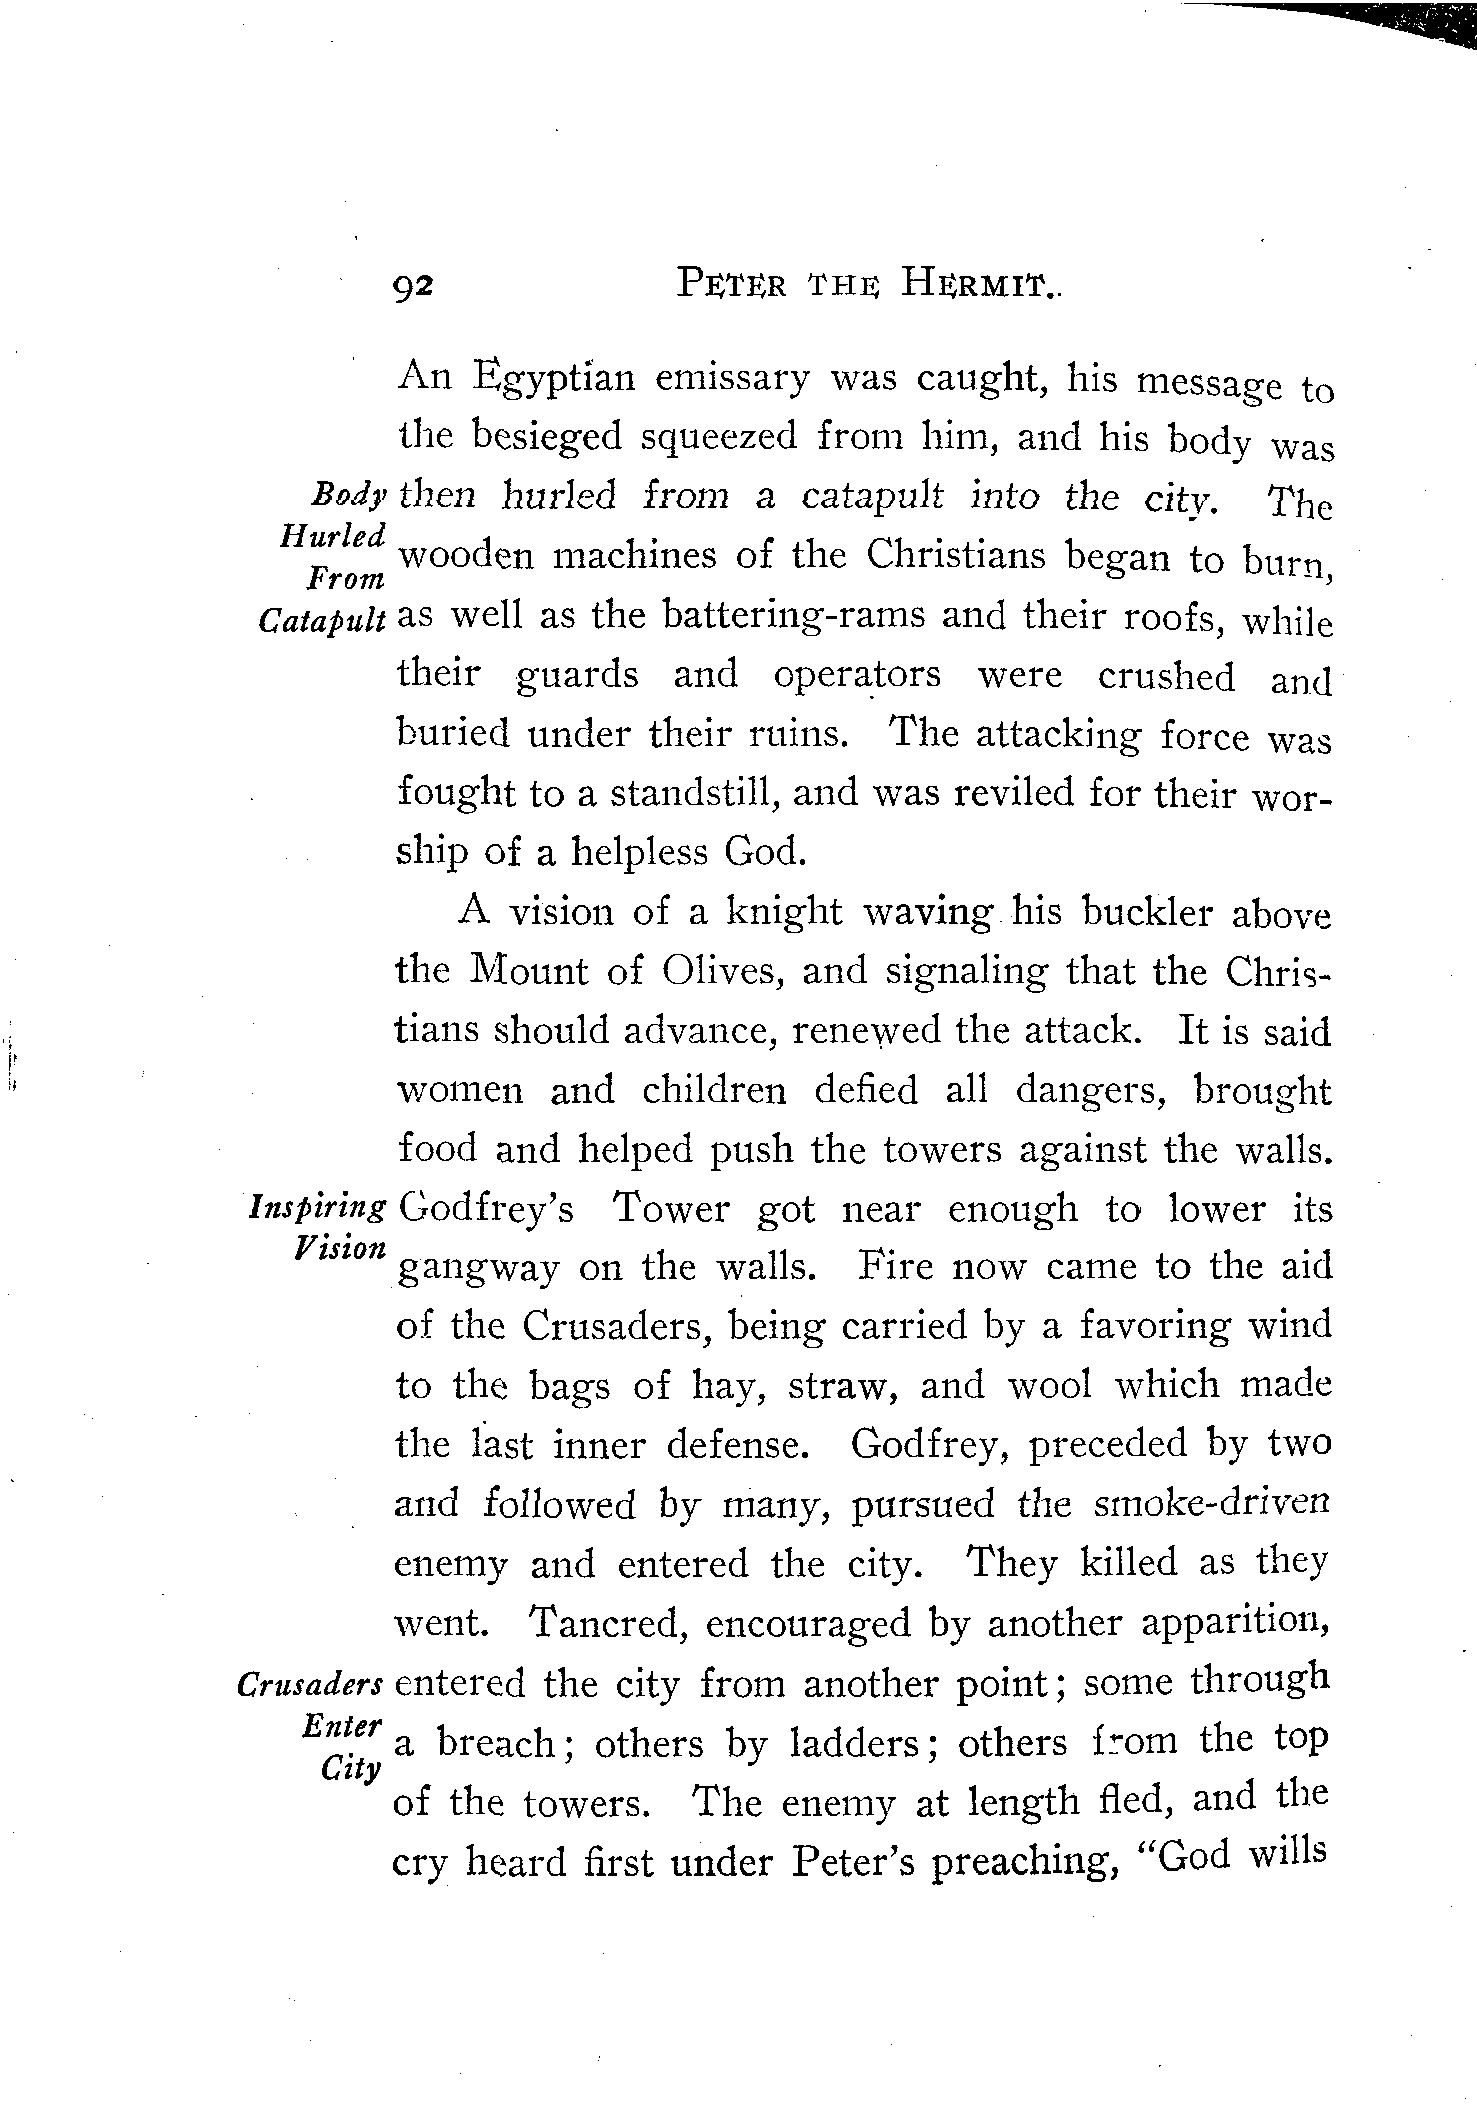 92 PETER THE HERMIT.
An Egyptian emissary was caught, his message to
the besieged squeezed from him, and his body was
Body then hurled from a catapult into the city. The
Hurled
From
wooden machines of the Christians began to burn,
Catapult as well as the battering-rams and their roofs, while
their guards and operators were crushed and
buried under their ruins. The attacking force was
fought to a standstill, and was reviled for their wor-
ship of a helpless God.
A vision of a knight waving his buckler above
the Mount of Olives, and signaling that the Chris-
tians should advance, renewed the attack. It is said
women and children defied all dangers, brought
food and helped push the towers against the walls.
Inspiring Godfrey's Tower got near enough to lower its
Vision
gangway on the walls. Fire now came to the aid
of the Crusaders, being carried by a favoring wind
to the bags of hay, straw, and wool which made
the last inner defense. Godfrey, preceded by two
and followed by many, pursued the smoke-driven
enemy and entered the city. They killed as they
went. Tancred, encouraged by another apparition,
Crusaders entered the city from another point; some through
Enter
City
a breach; others by ladders; others from the top
of the towers. The enemy at length fled, and the
cry heard first under Peter's preaching, "God wills